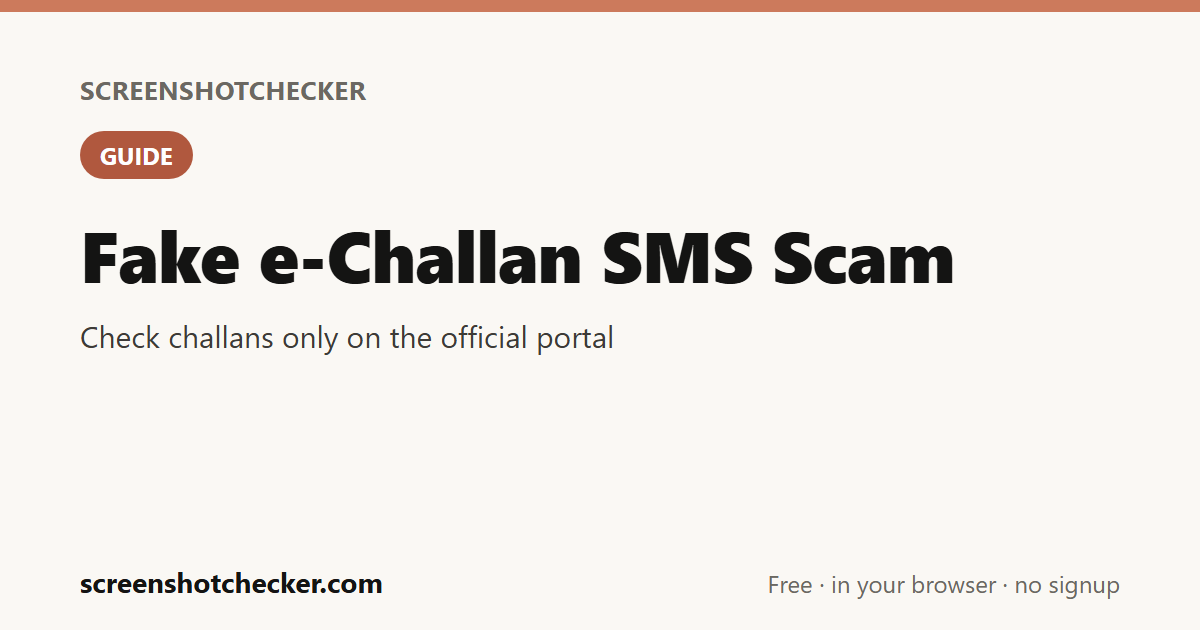 SCREENSHOTCHECKER
GUIDE
Fake e-Challan SMS Scam
Check challans only on the official portal
screenshotchecker.com
Free · in your browser · no signup